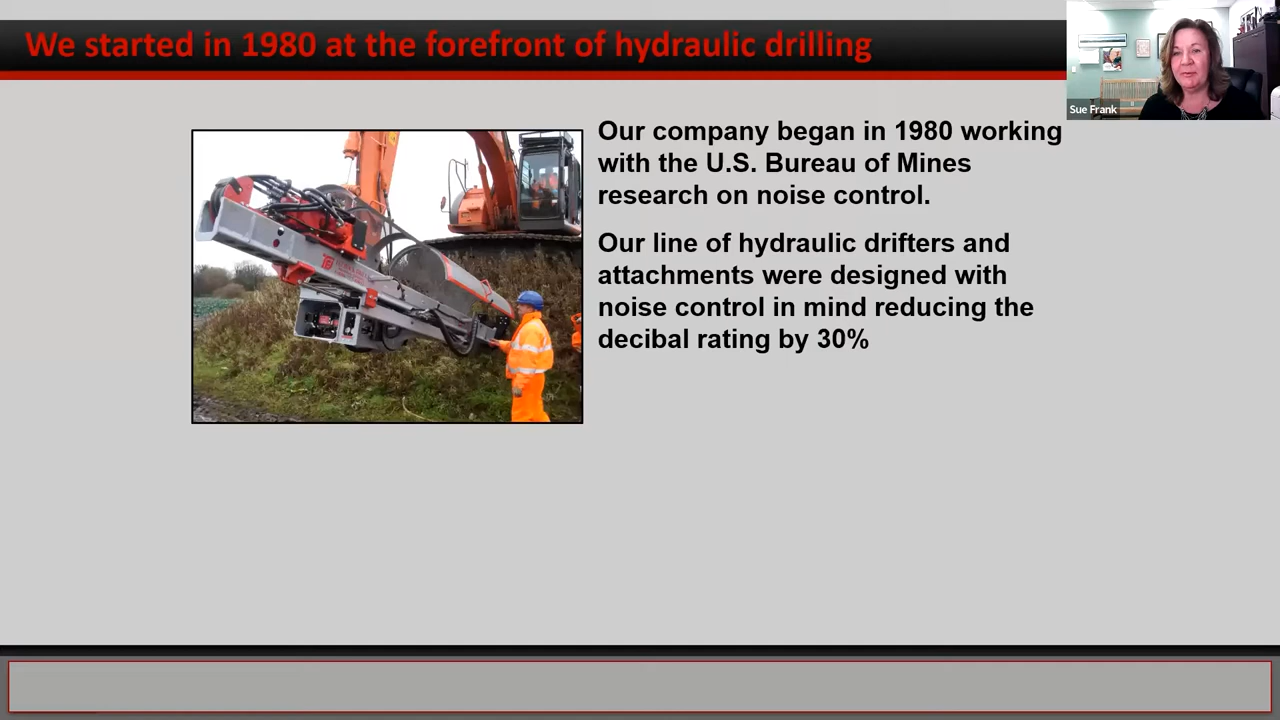 We started in 1980 at the forefront of hydraulic drilling
Sue Frank
Our company began in 1980 working
with the U.S. Bureau of Mines
research on noise control.
Our line of hydraulic drifters and
attachments were designed with
noise control in mind reducing the
decibal rating by 30%